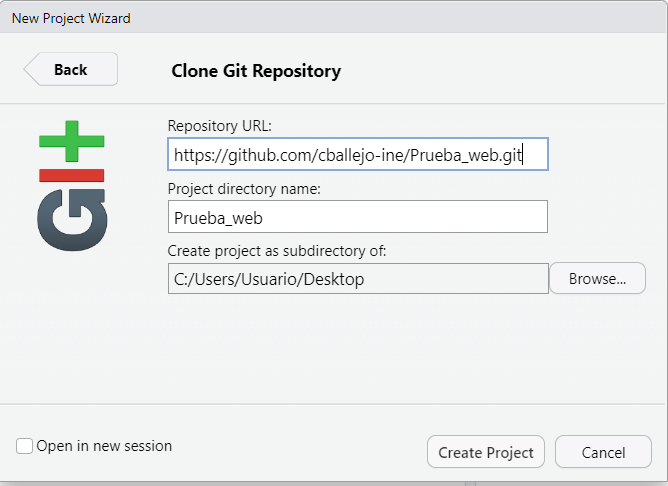 New Project Wizard
Back
Clone Git Repository
GIt
Repository URL:
https://github.com/cballejo-ine/Prueba_web.git
Project directory name:
Prueba_web
Create project as subdirectory of:
C:/Users/Usuario/Desktop
Browse...
Open in new session
Create Project
Cancel